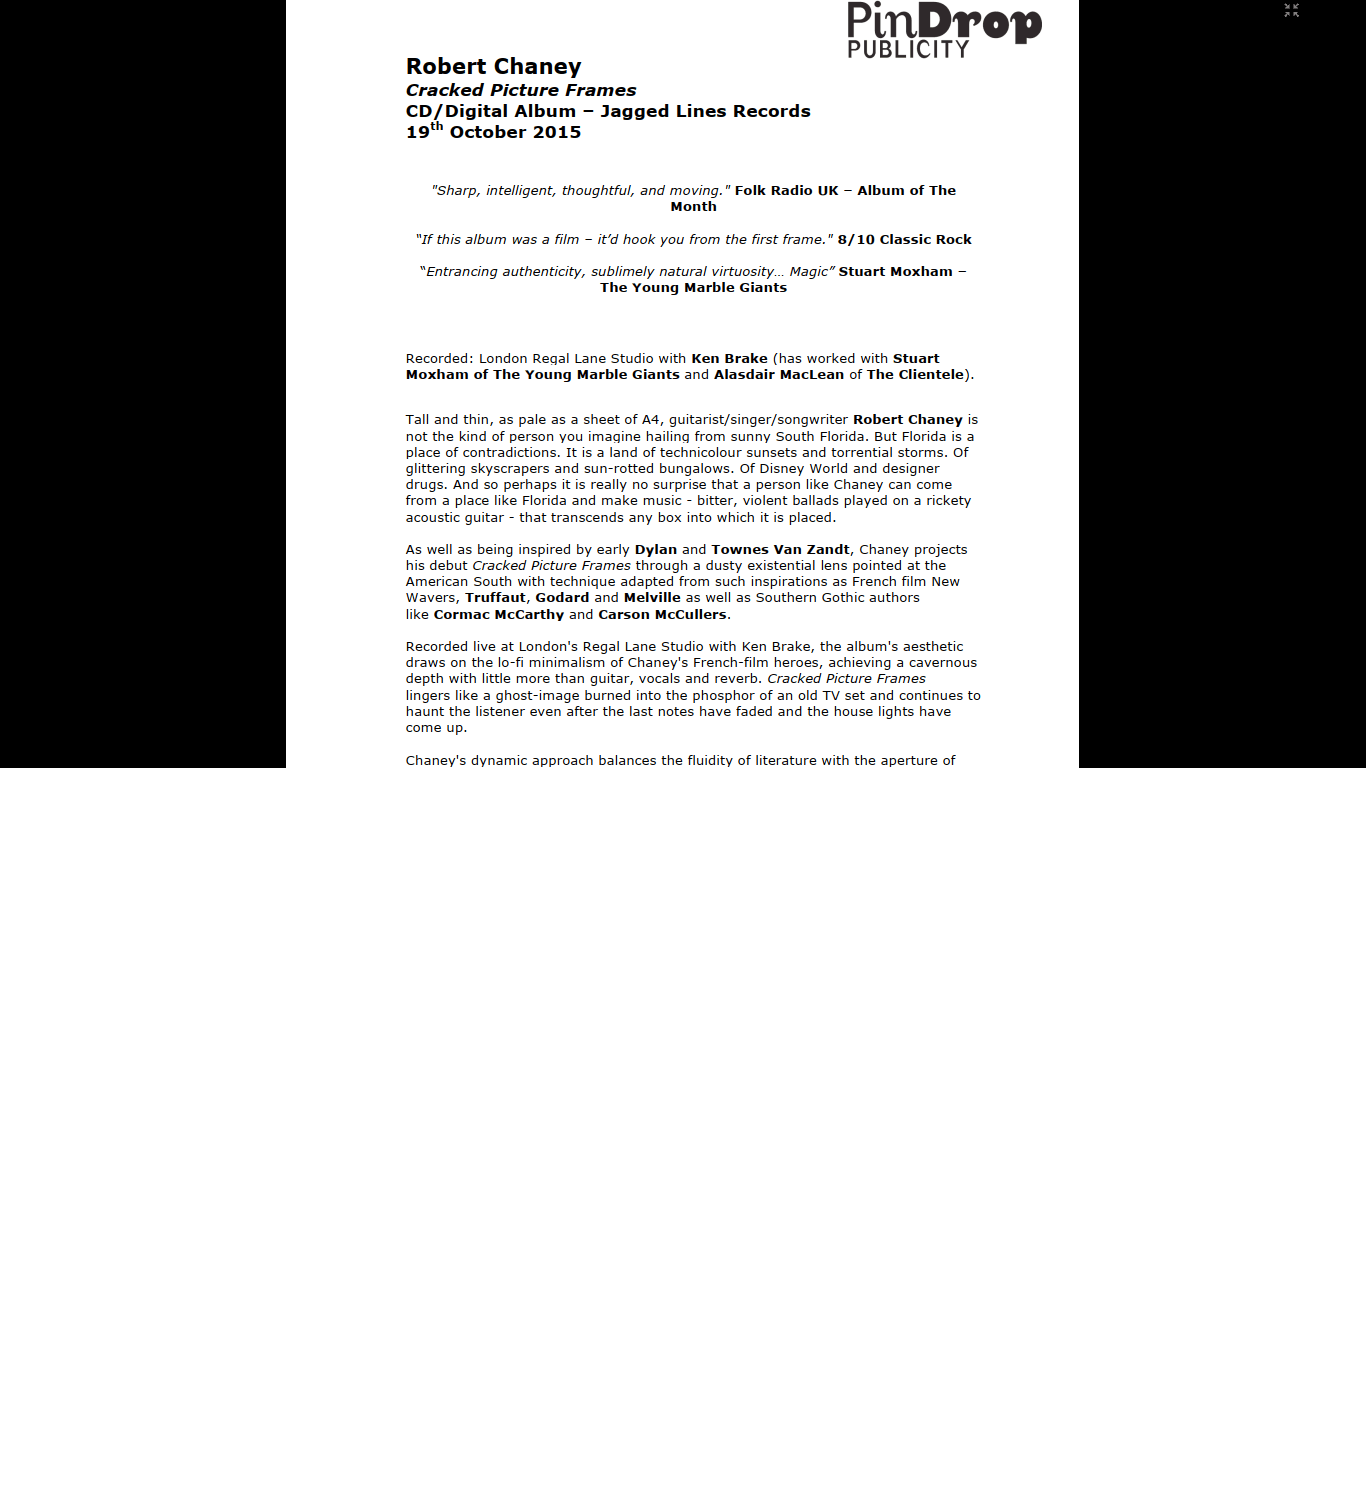 PinDrop
PUBLICITY
Robert Chaney
Cracked Picture Frames
CD/Digital Album – Jagged Lines Records
19th October 2015
"Sharp, intelligent, thoughtful, and moving." Folk Radio UK – Album of The
Month
“If this album was a film – it’d hook you from the first frame." 8/10 Classic Rock
“Entrancing authenticity, sublimely natural virtuosity… Magic” Stuart Moxham –
The Young Marble Giants
Recorded: London Regal Lane Studio with Ken Brake (has worked with Stuart
Moxham of The Young Marble Giants and Alasdair MacLean of The Clientele).
Tall and thin, as pale as a sheet of A4, guitarist/singer/songwriter Robert Chaney is
not the kind of person you imagine hailing from sunny South Florida. But Florida is a
place of contradictions. It is a land of technicolour sunsets and torrential storms. Of
glittering skyscrapers and sun-rotted bungalows. Of Disney World and designer
drugs. And so perhaps it is really no surprise that a person like Chaney can come
from a place like Florida and make music - bitter, violent ballads played on a rickety
acoustic guitar - that transcends any box into which it is placed.
As well as being inspired by early Dylan and Townes Van Zandt, Chaney projects
his debut Cracked Picture Frames through a dusty existential lens pointed at the
American South with technique adapted from such inspirations as French film New
Wavers, Truffaut, Godard and Melville as well as Southern Gothic authors
like Cormac McCarthy and Carson McCullers.
Recorded live at London's Regal Lane Studio with Ken Brake, the album's aesthetic
draws on the lo-fi minimalism of Chaney's French-film heroes, achieving a cavernous
depth with little more than guitar, vocals and reverb. Cracked Picture Frames
lingers like a ghost-image burned into the phosphor of an old TV set and continues to
haunt the listener even after the last notes have faded and the house lights have
come up.
Chaney's dynamic approach balances the fluidity of literature with the aperture of